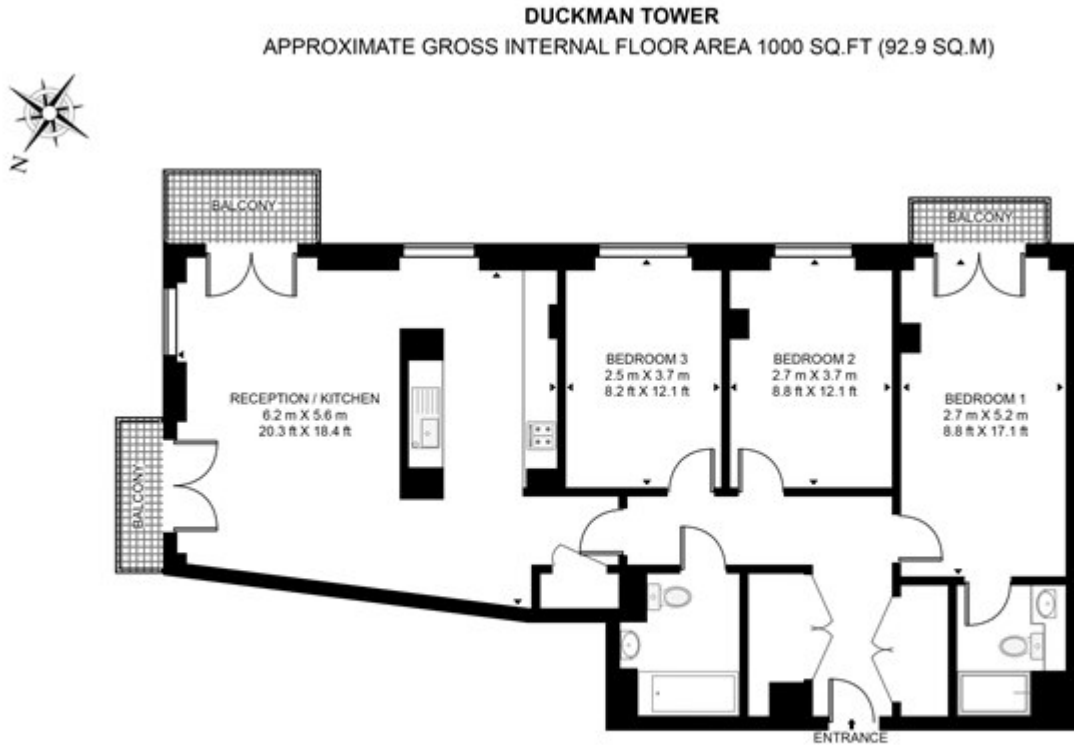 DUCKMAN TOWER
APPROXIMATE GROSS INTERNAL FLOOR AREA 1000 SQ.FT (92.9 SQ.M)
N
BALCONY
BALCONY
RECEPTION / KITCHEN
6.2 m X 5.6 m
20.3 ft X 18.4 ft
BEDROOM 3
2.5 m X 3.7 m
8.2 ft X 12.1 ft
BEDROOM 2
2.7 m X 3.7 m
8.8 ft X 12.1 ft
BEDROOM 1
2.7 m X 5.2 m
8.8 ft X 17.1 ft
BALCONY
ENTRANCE